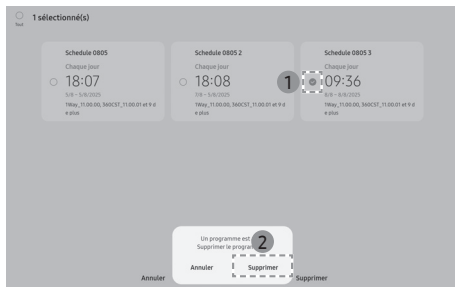 Tout
1 sélectionné(s)
Schedule 0805
Chaque jour
18:07
5/8 – 5/8/2025
1Way_11.00.00, 360CST_11.00.01 et 9 d
e plus
Schedule 0805 2
Chaque jour
18:08
7/8 – 5/8/2025
1Way_11.00.00, 360CST_11.00.01 et 9 d
e plus
1
Schedule 0805 3
Chaque jour
09:36
8/8 – 8/8/2025
1Way_11.00.00, 360CST_11.00.01 et 9 d
e plus
Un programme est
Supprimer le
2
Annuler
Supprimer
Annuler
Supprimer